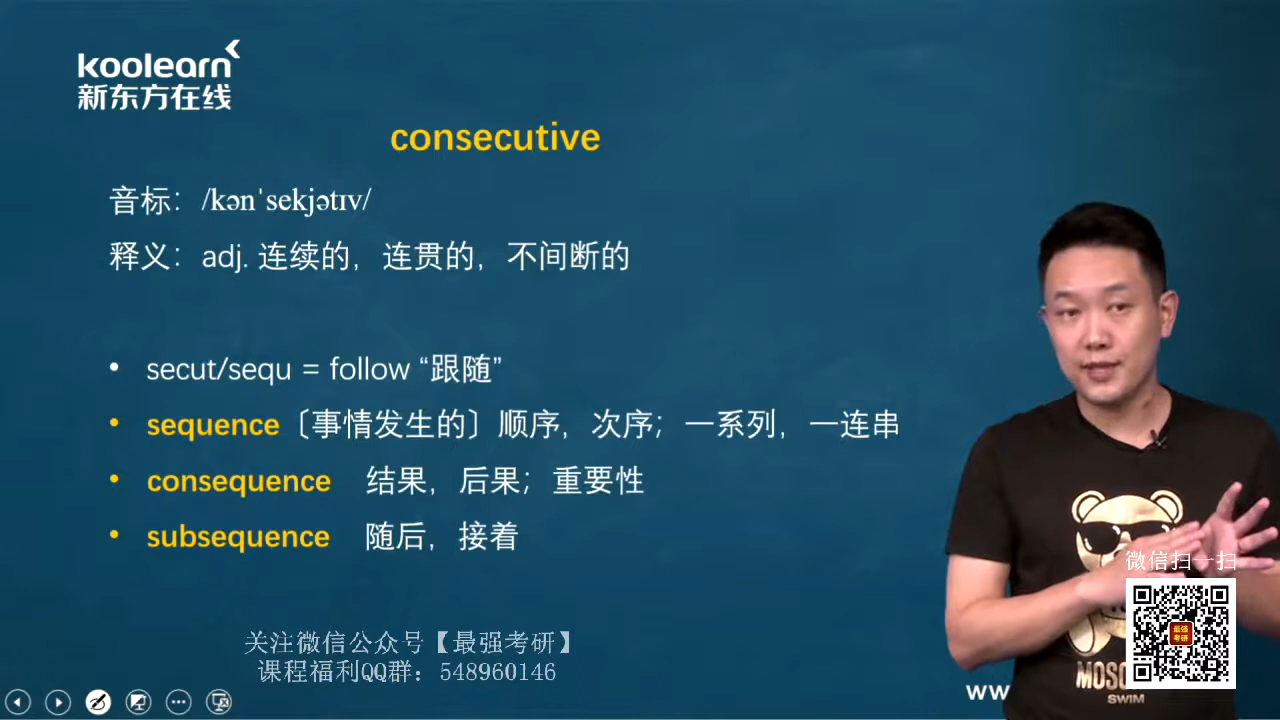 koolearn
新东方在线
consecutive
音标：/kənˈsekjətɪv/
释义：adj. 连续的，连贯的，不间断的
• secut/sequ = follow “跟随”
• sequence〔事情发生的〕顺序，次序；一系列，一连串
• consequence 结果，后果；重要性
• subsequence 随后，接着
微信扫一扫
最强
考研
关注微信公众号【最强考研】
课程福利QQ群：548960146
SWIM